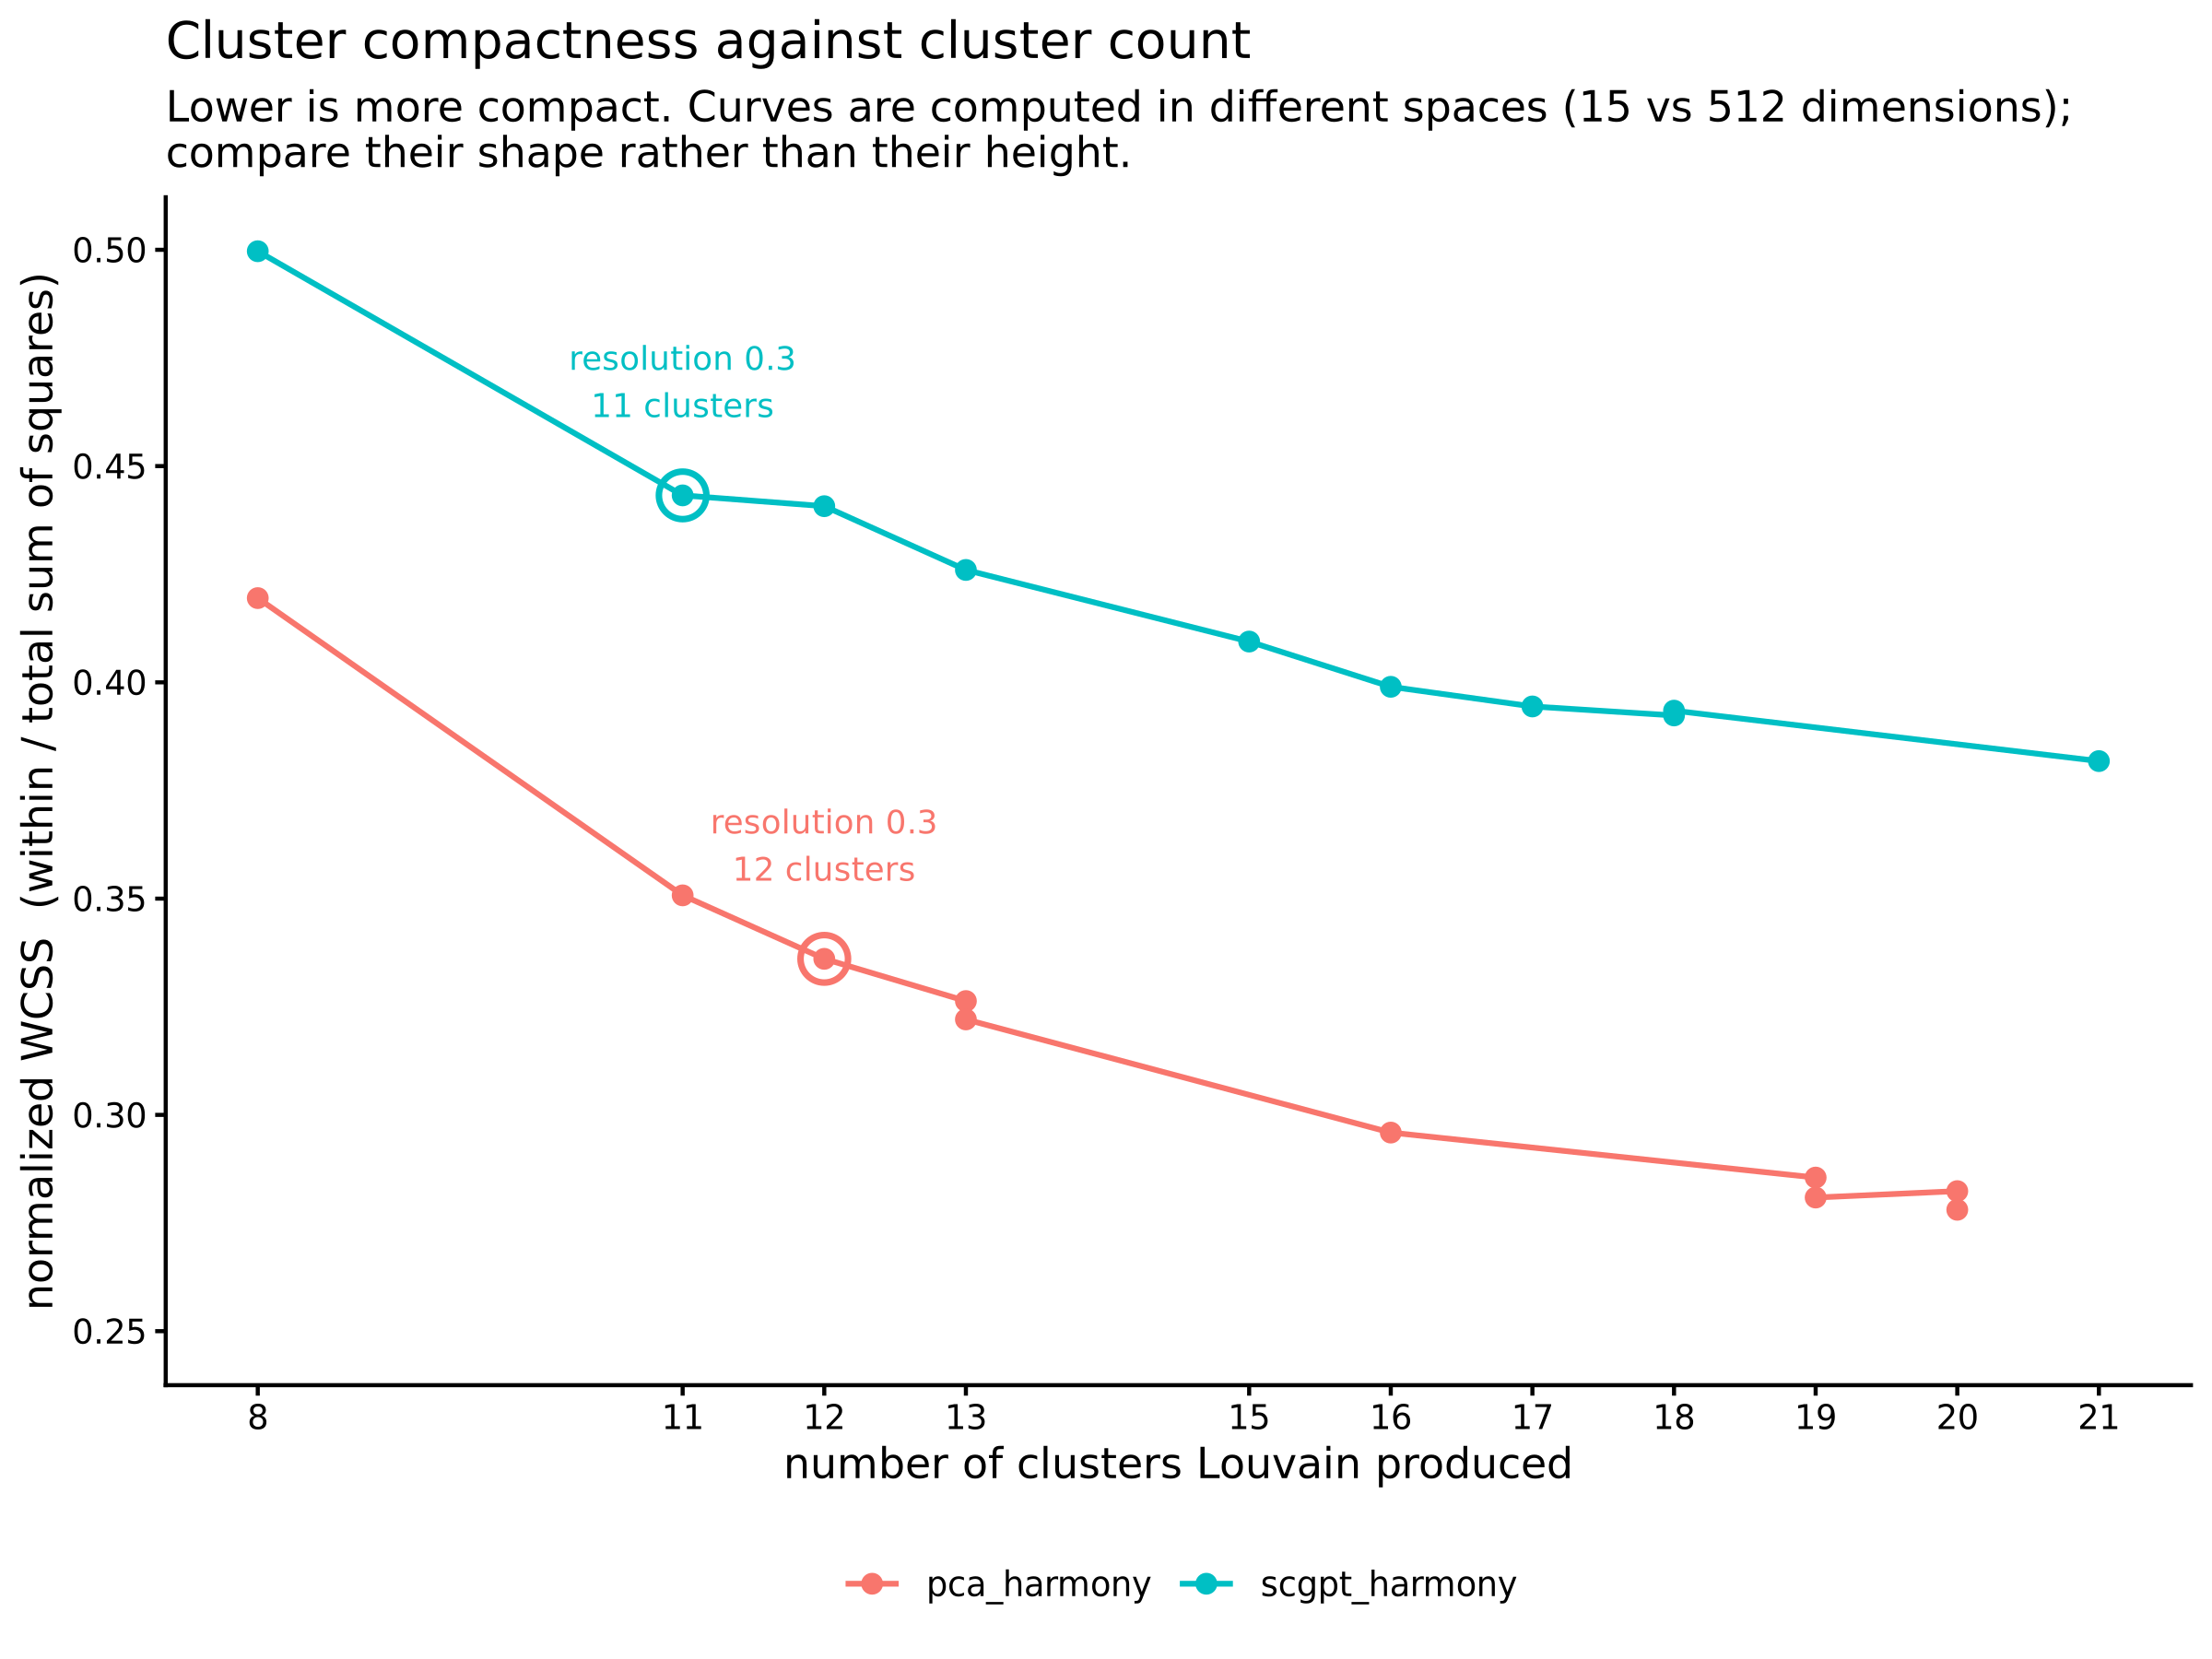 Cluster compactness against cluster count
Lower is more compact. Curves are computed in different spaces (15 vs 512 dimensions);
compare their shape rather than their height.
normalized WCSS  (within / total sum of squares)
0.50
0.45
0.40
0.35
0.30
0.25
resolution 0.3
11 clusters
resolution 0.3
12 clusters
8 11 12 13 15 16 17 18 19 20 21
number of clusters Louvain produced
pca_harmony scgpt_harmony